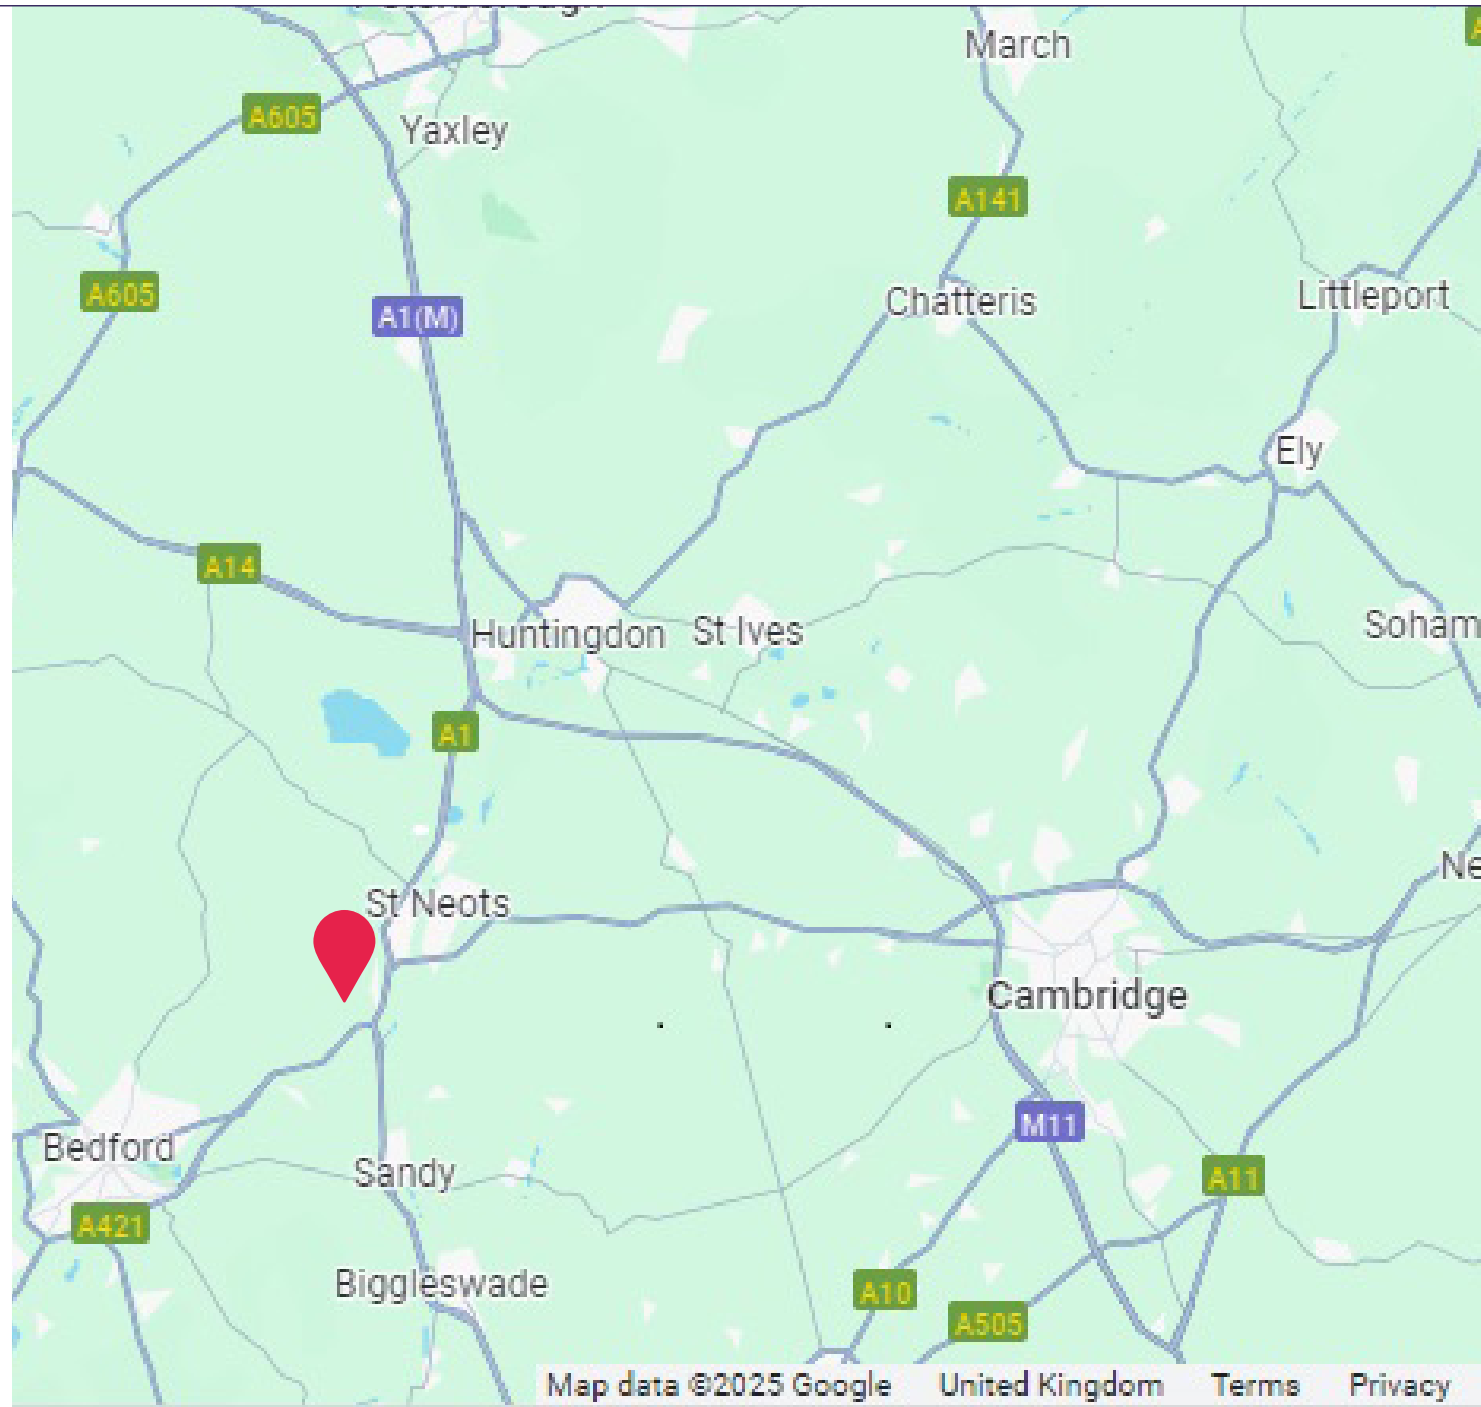 March
A605
Yaxley
A141
A605
Chatteris
Littleport
A1(M)
Ely
A14
Huntingdon
St Ives
Soham
A1
Ne
St Neots
Cambridge
M11
Bedford
Sandy
A11
A421
Biggleswade
A10
A505
Map data ©2025 Google United Kingdom Terms Privacy